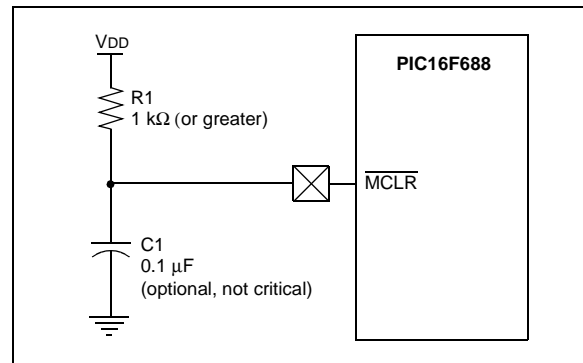 VDD
PIC16F688
R1
1 kΩ (or greater)
MCLR
C1
0.1 μF
(optional, not critical)